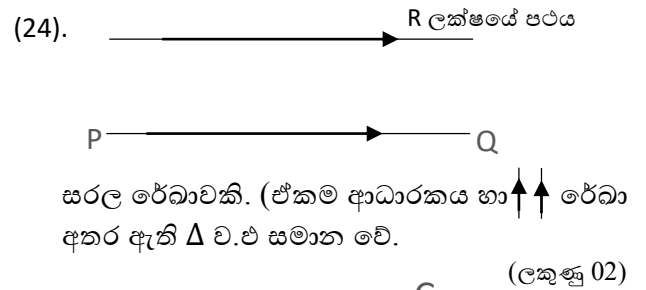 (24).
R ලක්ෂයේ පථය
P Q
සරල රේඛාවකි. (ඒකම ආධාරකය හා රේඛා
අතර ඇති Δ ව.ඵ සමාන වේ.
(ලකුණු 02)